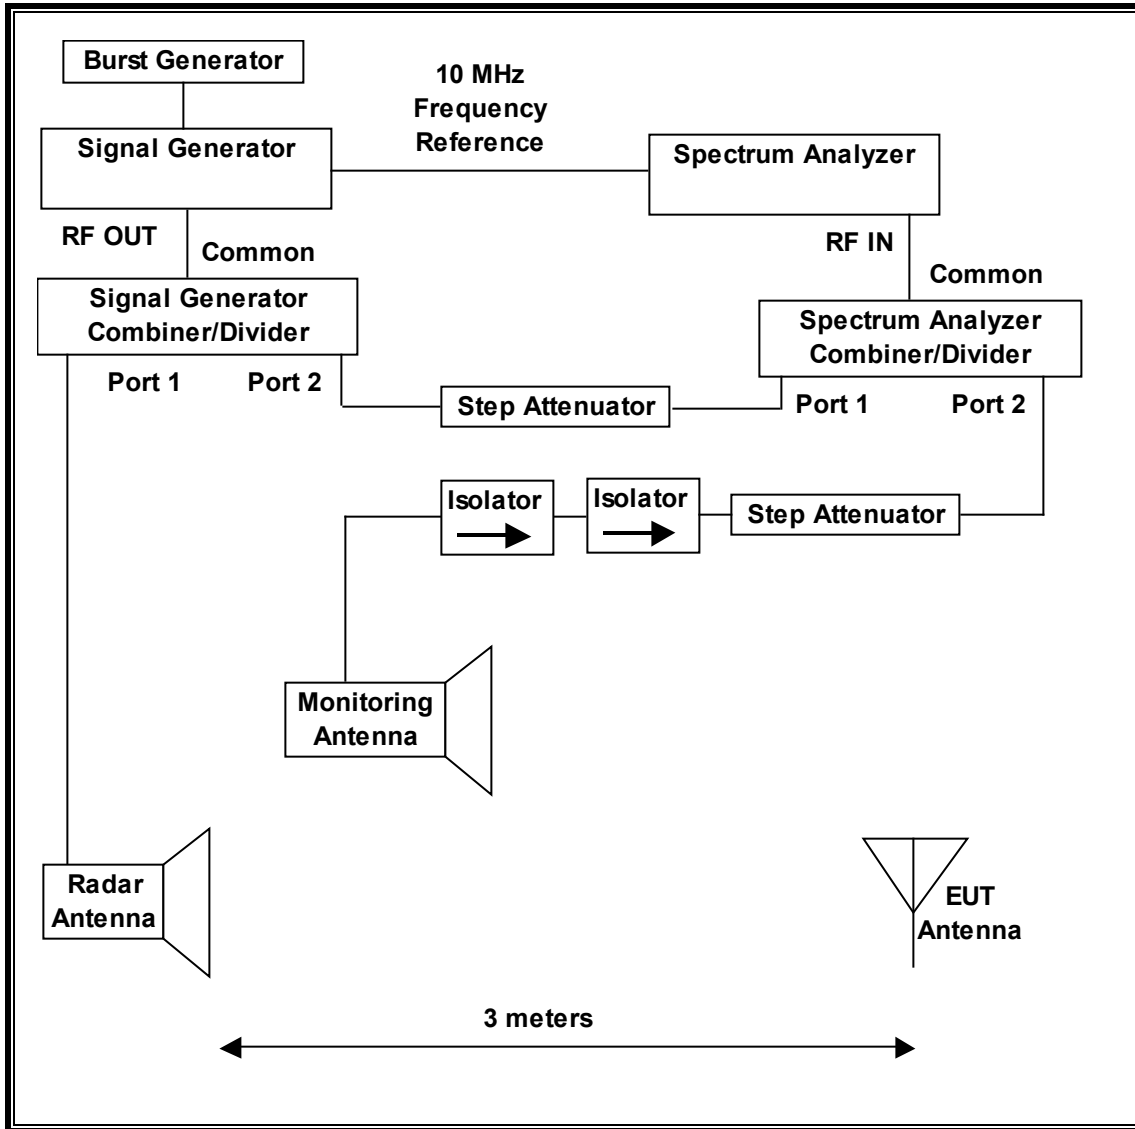 Burst Generator
10 MHz
Frequency
Reference
Signal Generator
Spectrum Analyzer
RF OUT
Common
RF IN
Common
Signal Generator
Combiner/Divider
Spectrum Analyzer
Combiner/Divider
Port 1
Port 2
Step Attenuator
Port 1
Port 2
Isolator
Isolator
Step Attenuator
Monitoring
Antenna
Radar
Antenna
EUT
Antenna
3 meters